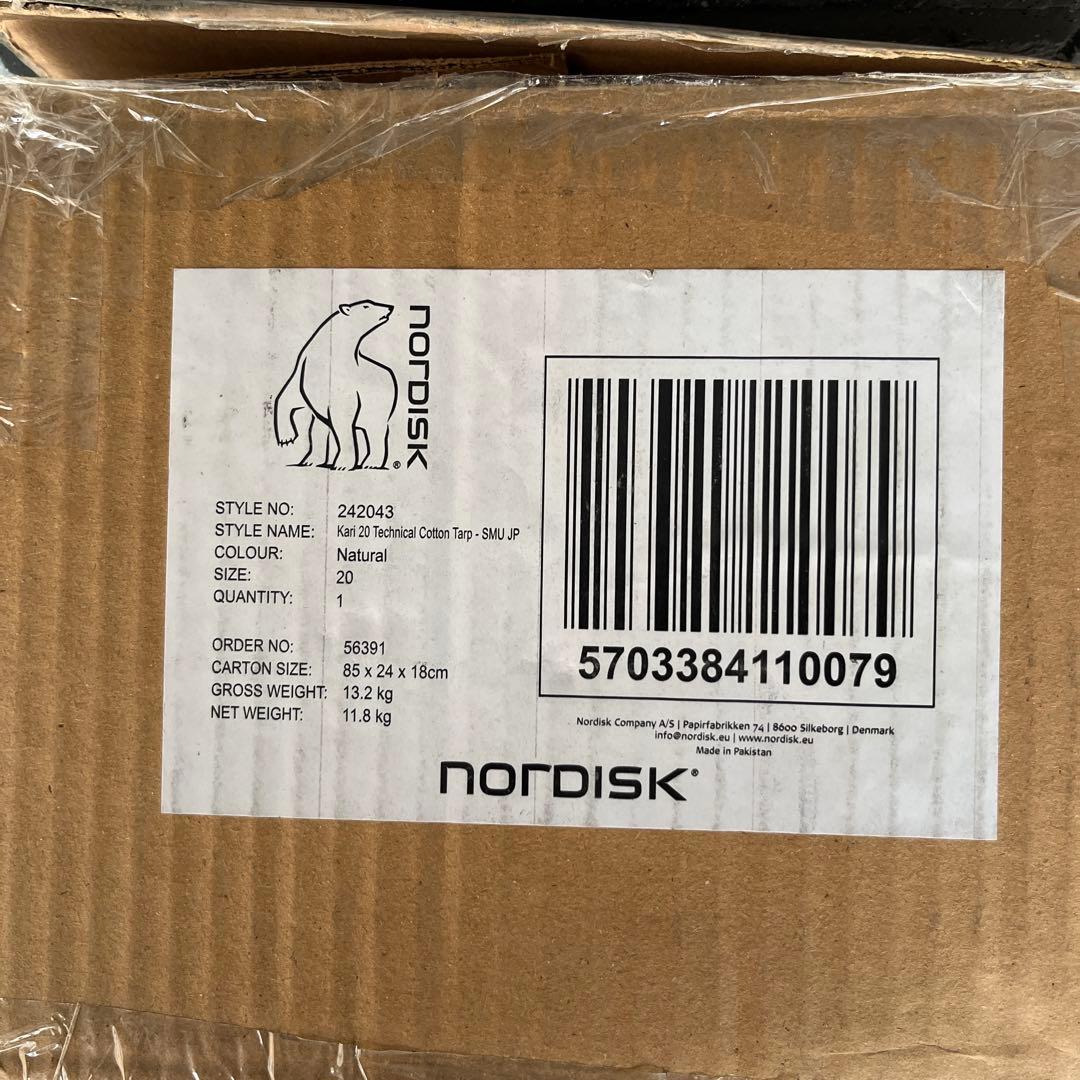 NORDISK®
STYLE NO: 242043
STYLE NAME: Kari 20 Technical Cotton Tarp - SMU JP
COLOUR: Natural
SIZE: 20
QUANTITY: 1
ORDER NO: 56391
CARTON SIZE: 85 x 24 x 18cm
GROSS WEIGHT: 13.2 kg
NET WEIGHT: 11.8 kg
5703384110079
Nordisk Company A/S | Papirfabrikken 74 | 8600 Silkeborg | Denmark
info@nordisk.eu | www.nordisk.eu
Made in Pakistan
NORDISK®